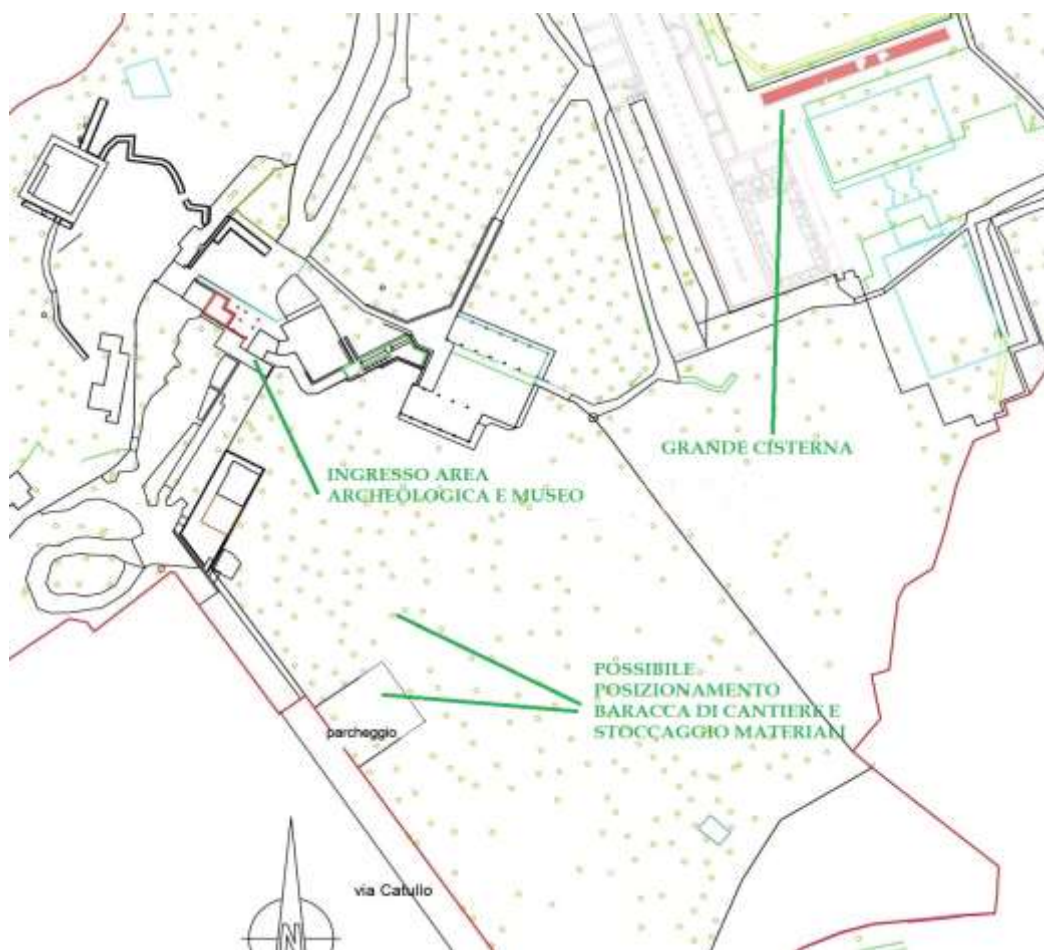 GRANDE CISTERNA
INGRESSO AREA
ARCHEOLOGICA E MUSEO
POSSIBILE
POSIZIONAMENTO
BARACCA DI CANTIERE E
STOCCAGGIO MATERIALI
parcheggio
via Catullo
N